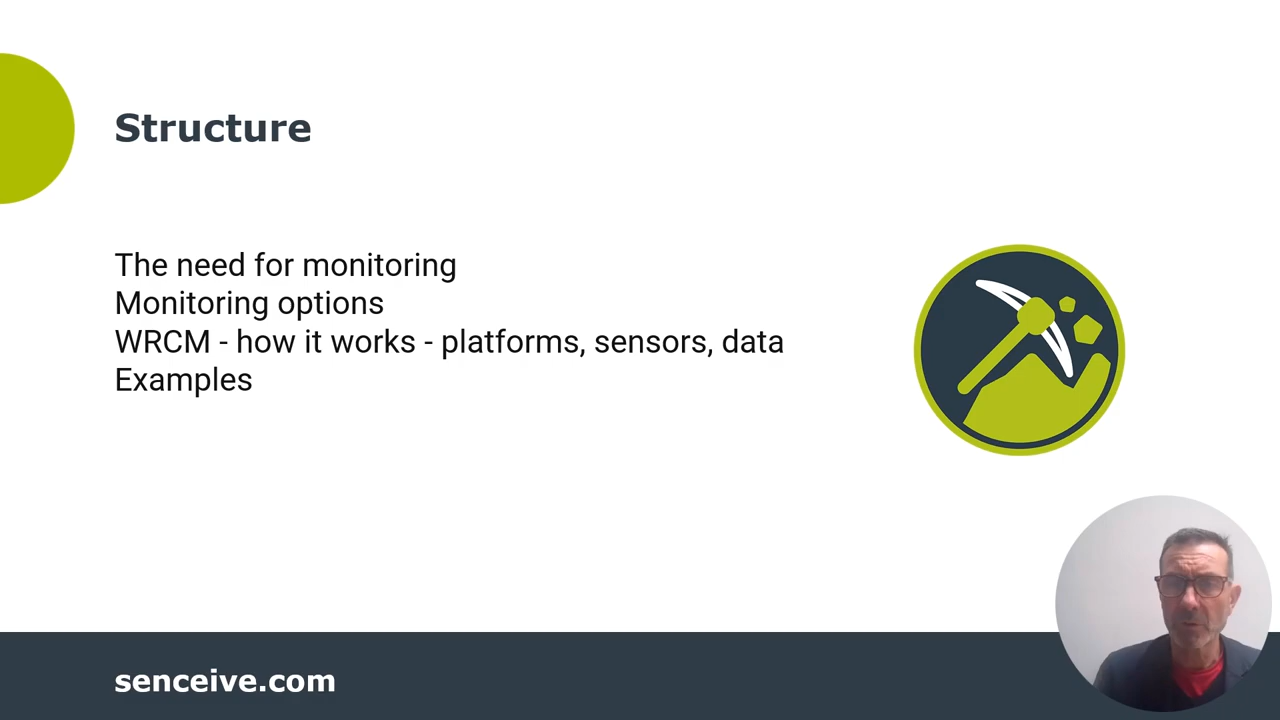 Structure
The need for monitoring
Monitoring options
WRCM - how it works - platforms, sensors, data
Examples
senceive.com